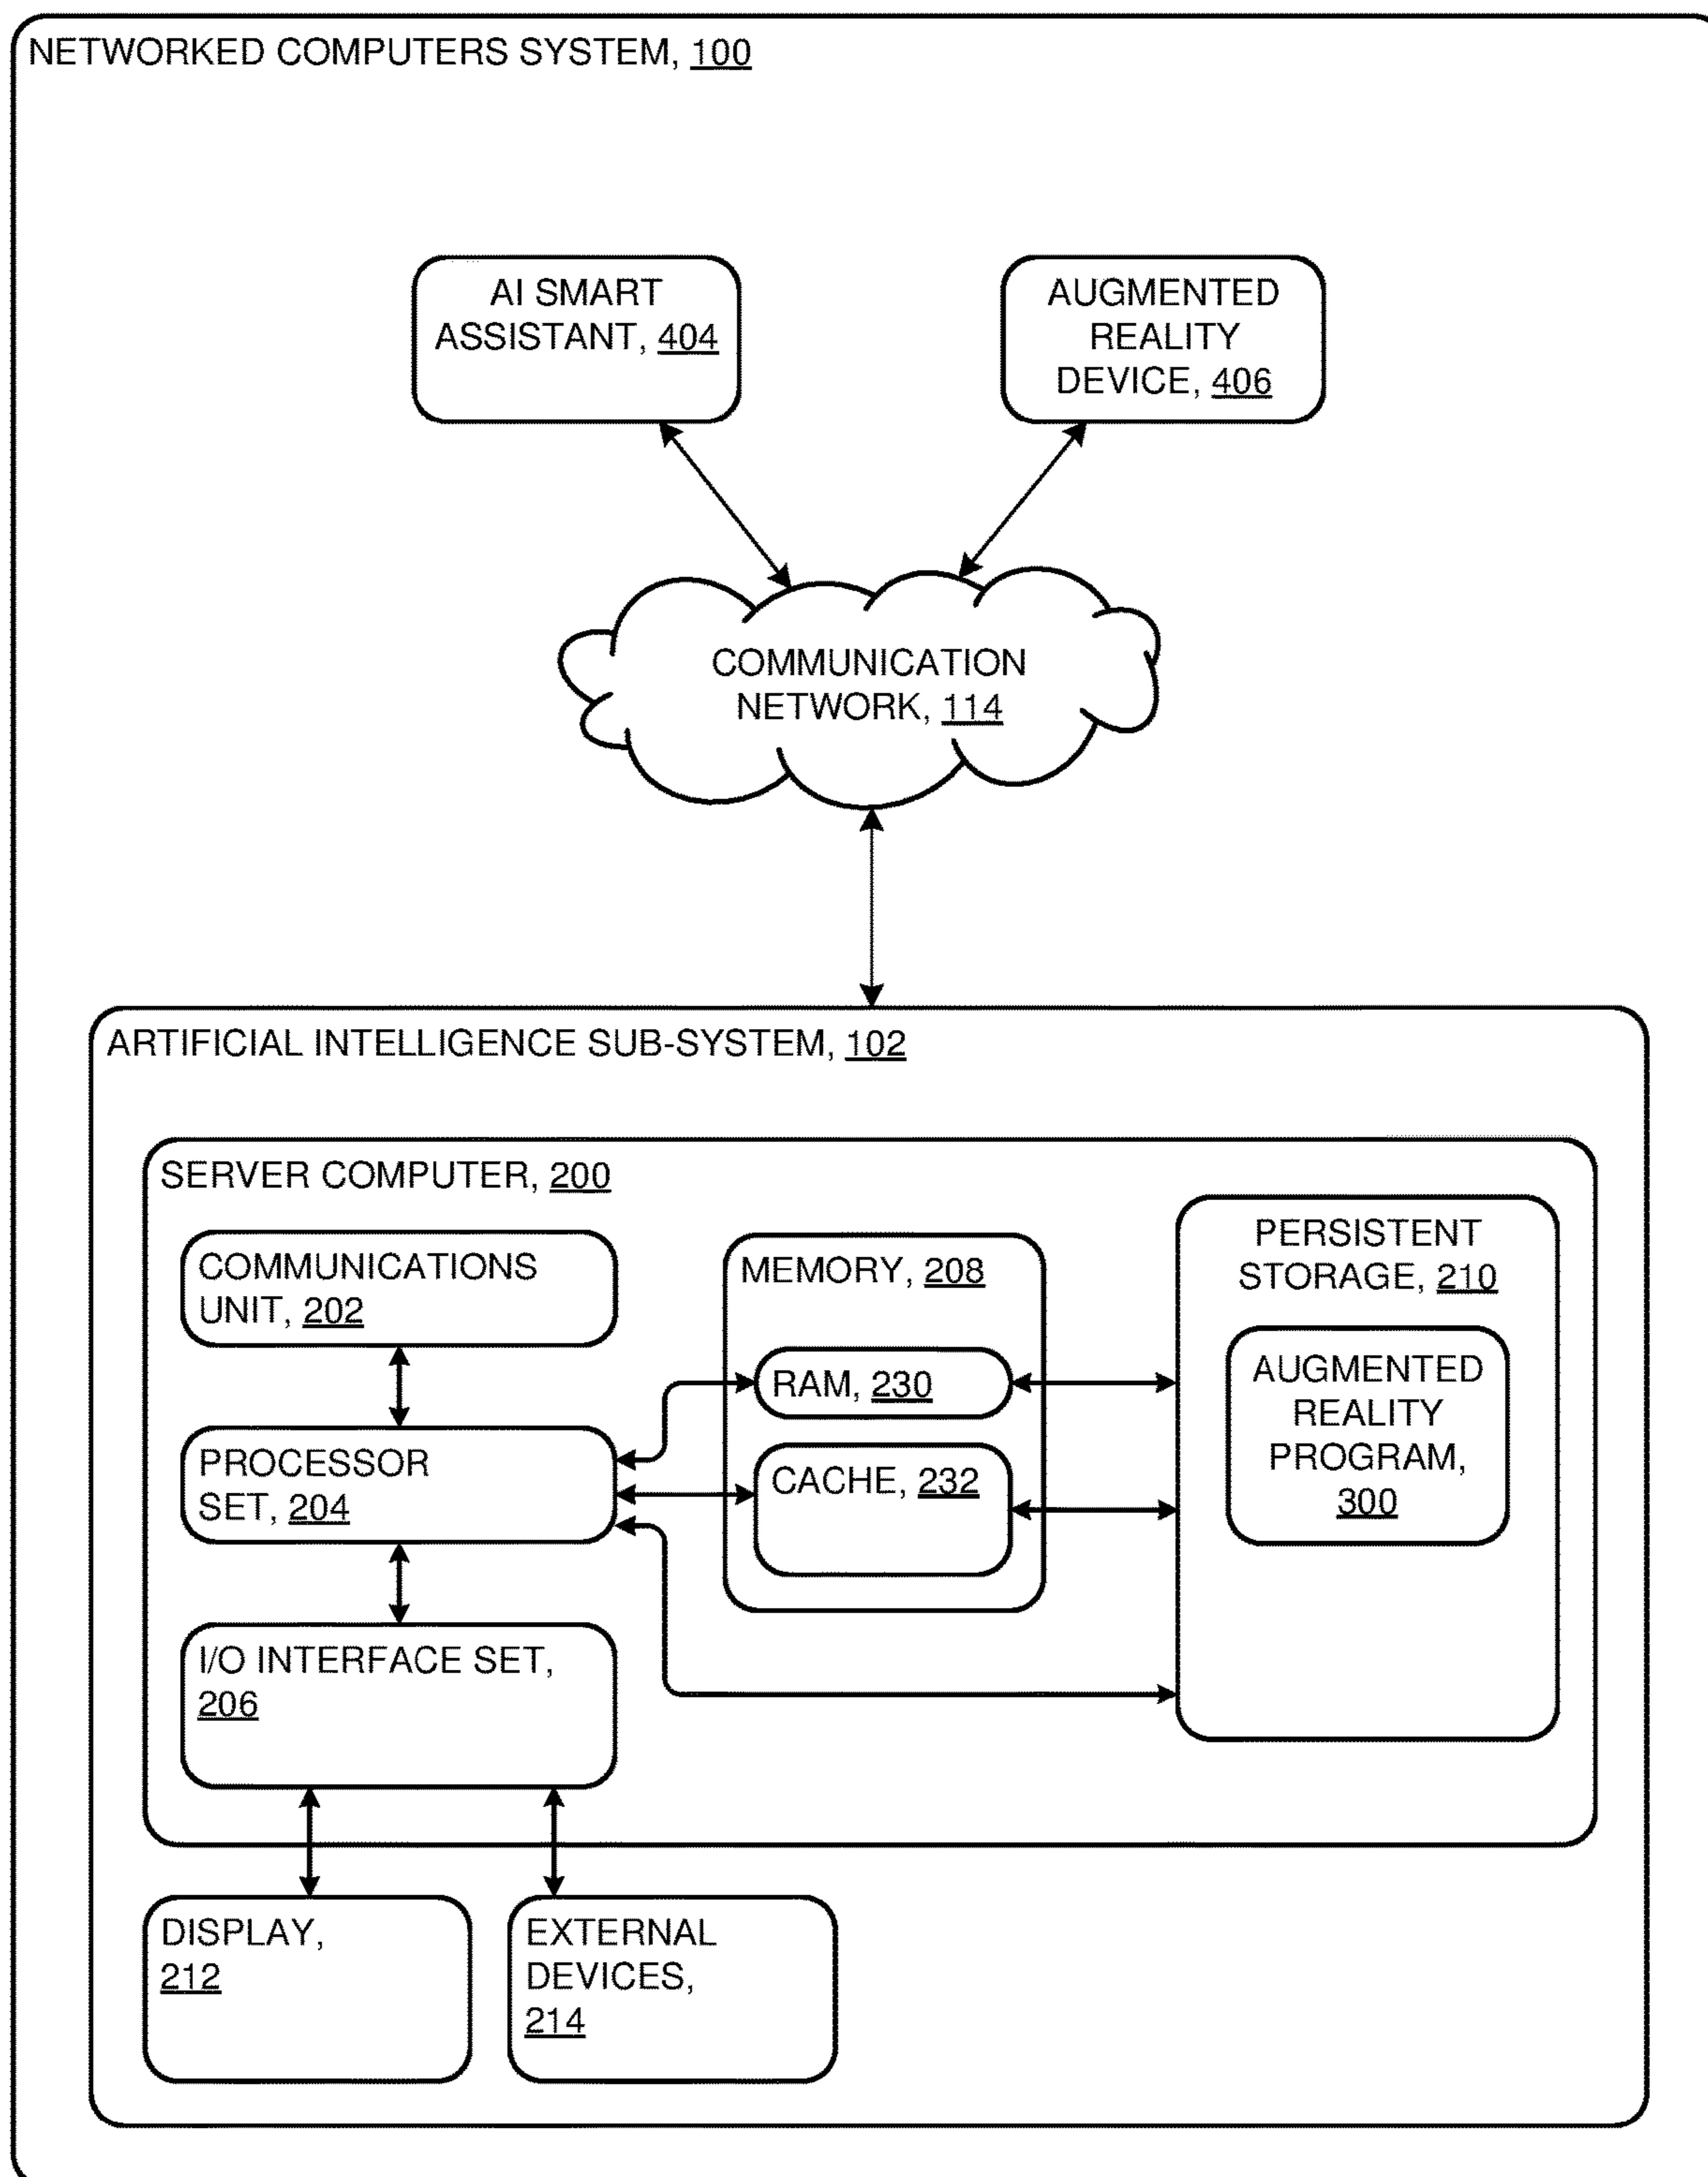 NETWORKED COMPUTERS SYSTEM, 100
AI SMART
ASSISTANT, 404
AUGMENTED
REALITY
DEVICE, 406
COMMUNICATION
NETWORK, 114
ARTIFICIAL INTELLIGENCE SUB-SYSTEM, 102
SERVER COMPUTER, 200
COMMUNICATIONS
UNIT, 202
PROCESSOR
SET, 204
I/O INTERFACE SET,
206
MEMORY, 208
RAM, 230
CACHE, 232
PERSISTENT
STORAGE, 210
AUGMENTED
REALITY
PROGRAM,
300
DISPLAY,
212
EXTERNAL
DEVICES,
214